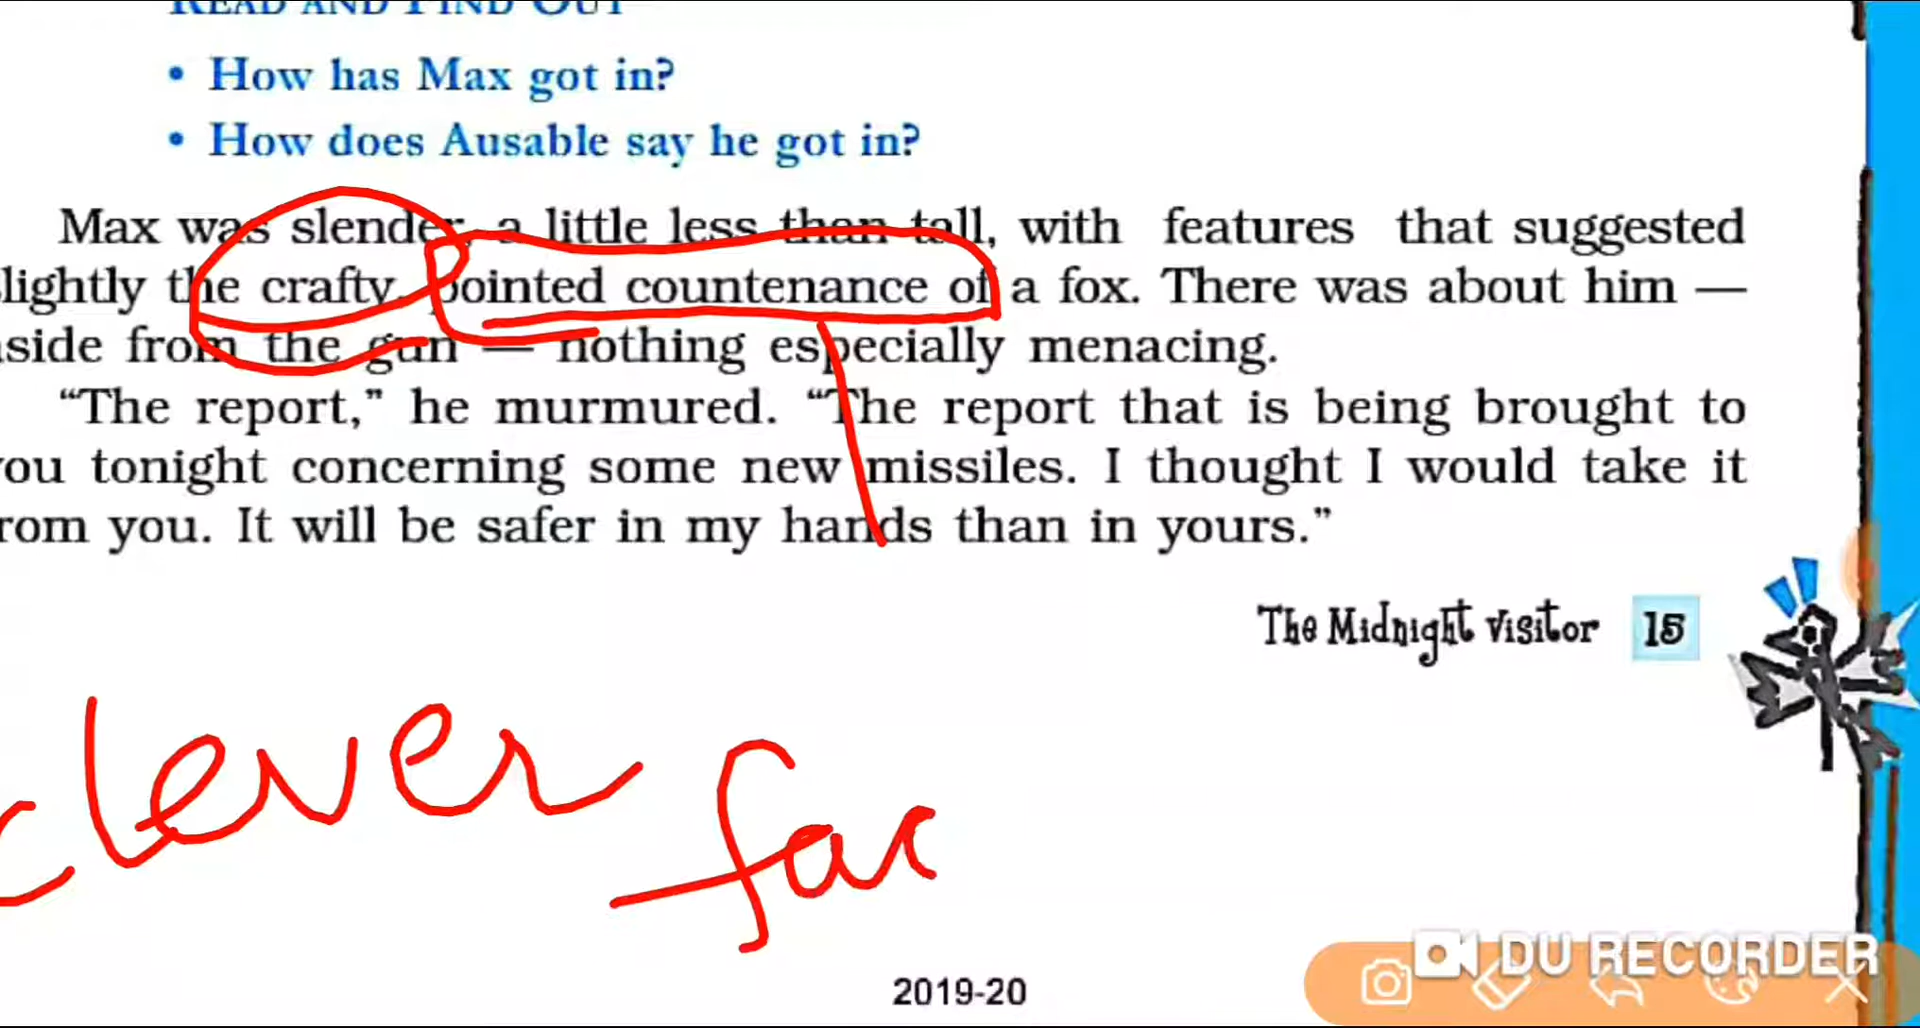 READ AND FIND OUT
• How has Max got in?
• How does Ausable say he got in?
Max was slender, a little less than tall, with features that suggested
lightly the crafty, pointed countenance of a fox. There was about him —
side from the gun — nothing especially menacing.
“The report,” he murmured. “The report that is being brought to
ou tonight concerning some new missiles. I thought I would take it
rom you. It will be safer in my hands than in yours.”
The Midnight Visitor 15
clever
2019-20
DU RECORDER